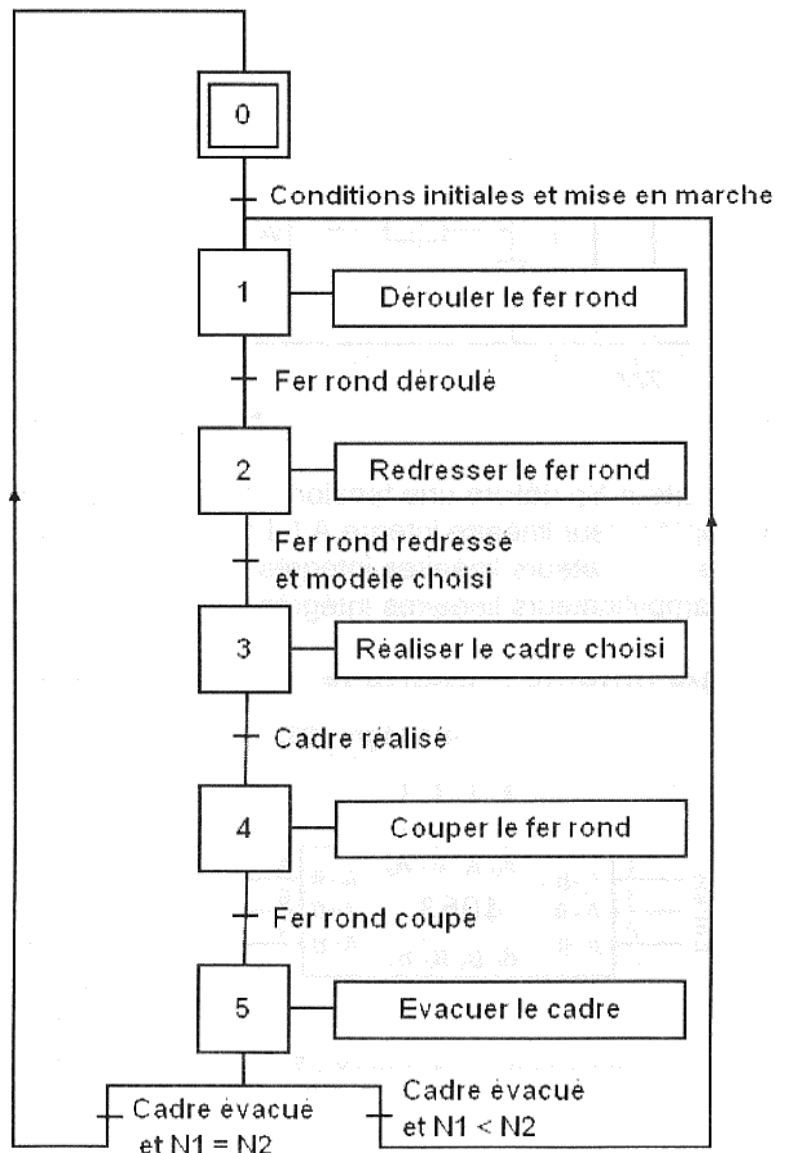 0
Conditions initiales et mise en marche
1
Dérouler le fer rond
Fer rond déroulé
2
Redresser le fer rond
Fer rond redressé
et modèle choisi
3
Réaliser le cadre choisi
Cadre réalisé
4
Couper le fer rond
Fer rond coupé
5
Evacuer le cadre
Cadre évacué
et N1 = N2
Cadre évacué
et N1 < N2